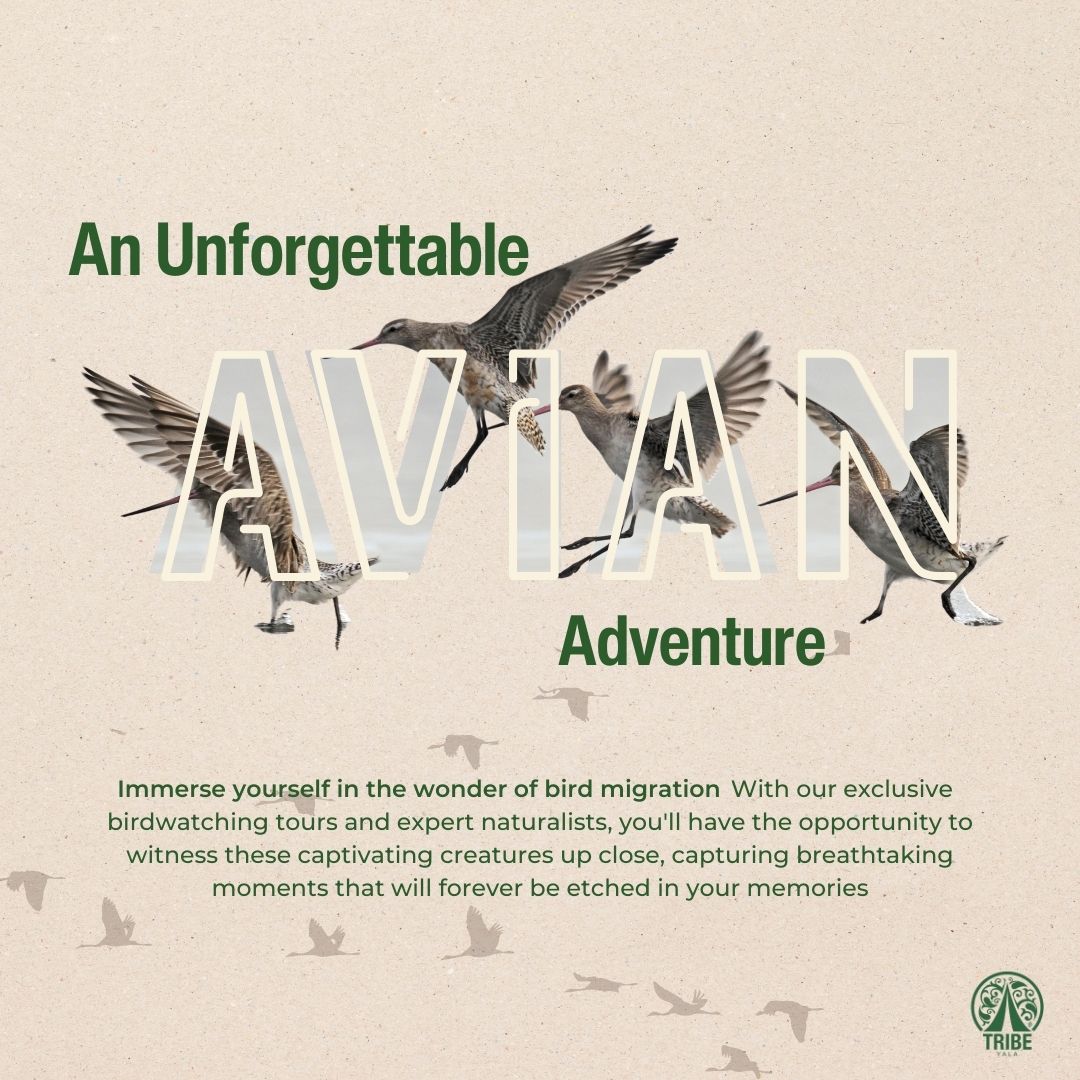 An Unforgettable
AVIAN
Adventure
Immerse yourself in the wonder of bird migration With our exclusive
birdwatching tours and expert naturalists, you'll have the opportunity to
witness these captivating creatures up close, capturing breathtaking
moments that will forever be etched in your memories
TRIBE
YALA